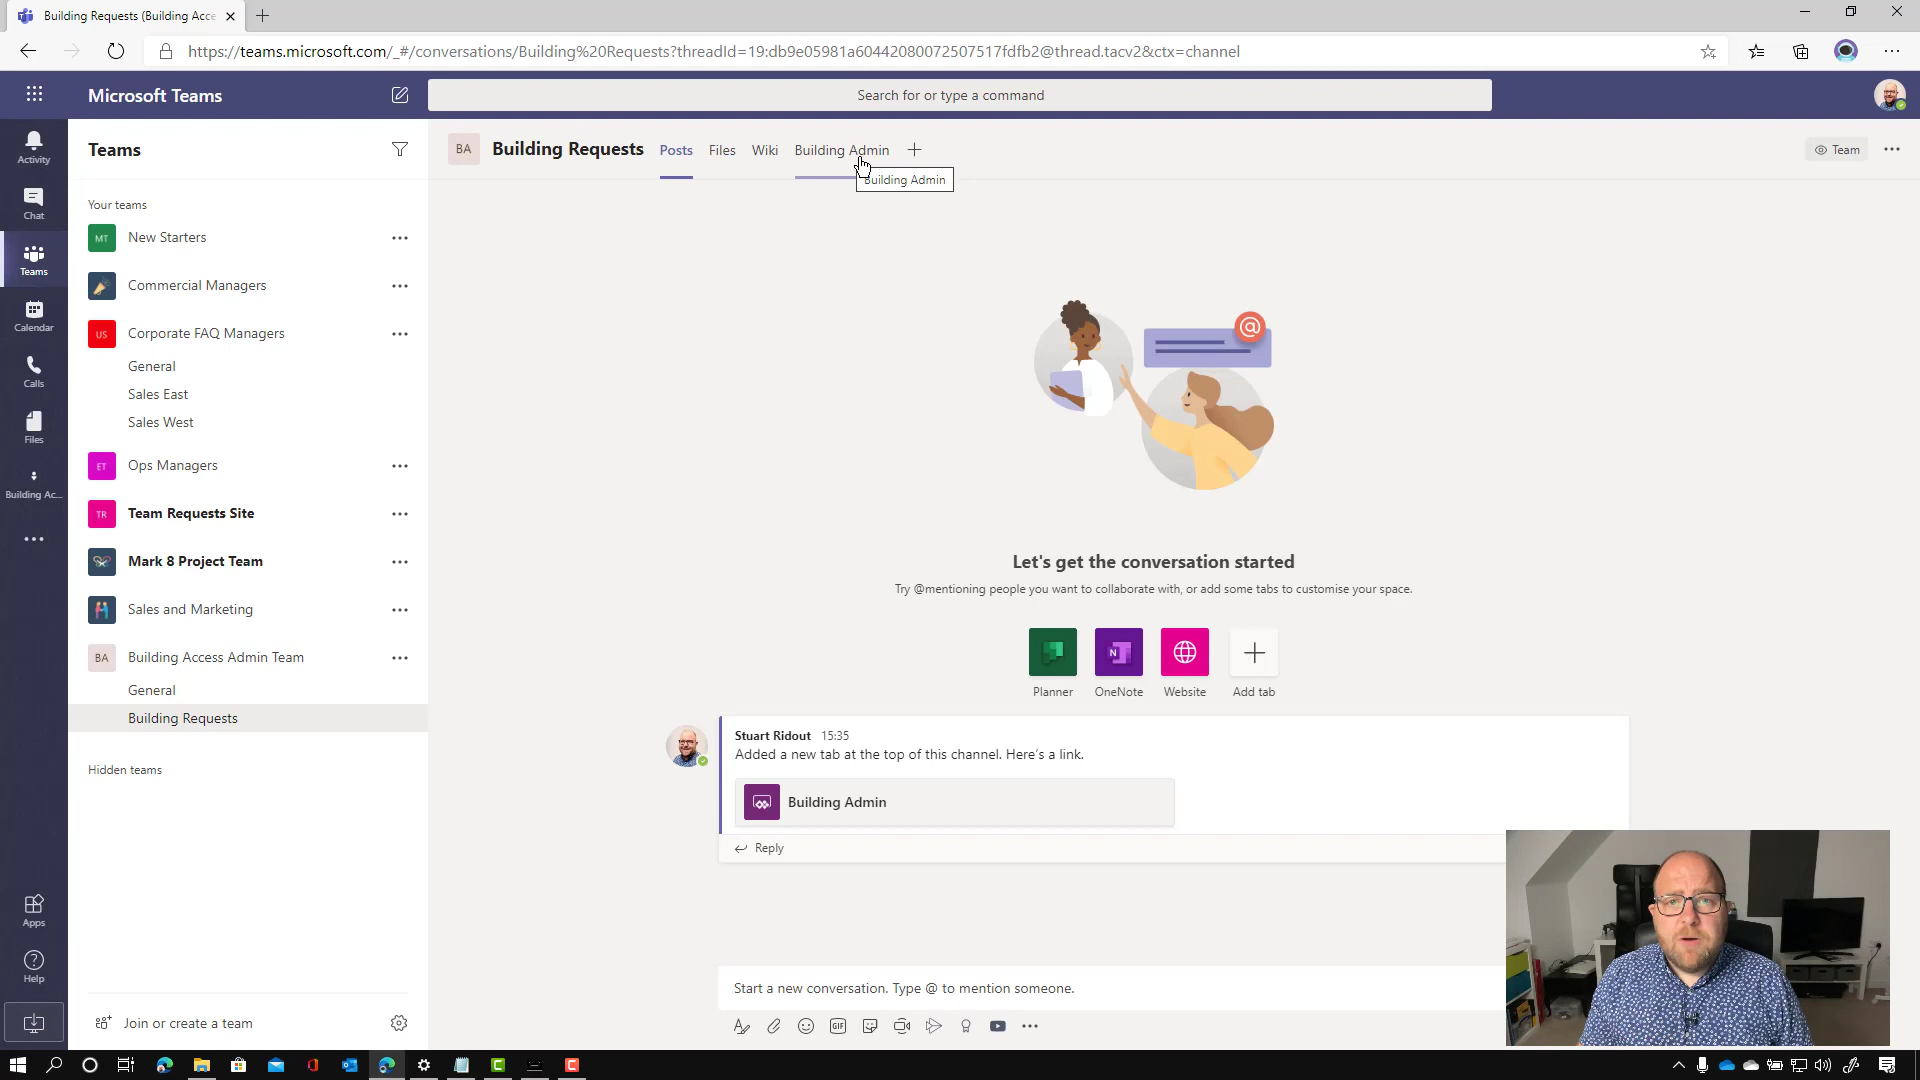 Building Requests (Building Acce
https://teams.microsoft.com/_#/conversations/Building%20Requests?threadId=19:db9e05981a60442080072507517fdfb2@thread.tacv2&ctx=channel
Microsoft Teams
Search for or type a command
Activity
Chat
Teams
Calendar
Calls
Files
Building Ac...
Apps
Help
Teams
Your teams
MT New Starters
Commercial Managers
US Corporate FAQ Managers
General
Sales East
Sales West
ET Ops Managers
TR Team Requests Site
Mark 8 Project Team
Sales and Marketing
BA Building Access Admin Team
General
Building Requests
Hidden teams
Join or create a team
BA Building Requests Posts Files Wiki Building Admin
Team
Building Admin
@
Let's get the conversation started
Try @mentioning people you want to collaborate with, or add some tabs to customise your space.
N
Planner OneNote Website Add tab
Stuart Ridout 15:35
Added a new tab at the top of this channel. Here's a link.
Building Admin
Reply
Start a new conversation. Type @ to mention someone.
GIF